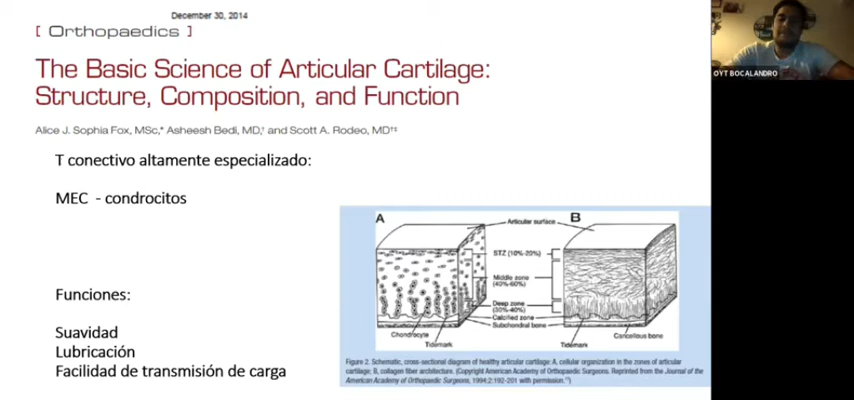 December 30, 2014
[ Orthopaedics ]
The Basic Science of Articular Cartilage:
Structure, Composition, and Function
Alice J. Sophia Fox, MSc,* Asheesh Bedi, MD,† and Scott A. Rodeo, MD†‡
T conectivo altamente especializado:
MEC - condrocitos
Funciones:
Suavidad
Lubricación
Facilidad de transmisión de carga
A
B
Articular surface
STZ (10%-20%)
Middle zone
(40%-60%)
Deep zone
(30%-40%)
Calcified zone
Subchondral bone
Chondrocyte
Tidemark
Tidemark
Cancellous bone
Figure 2. Schematic, cross-sectional diagram of healthy articular cartilage: A, cellular organization in the zones of articular
cartilage; B, collagen fiber architecture. (Copyright American Academy of Orthopaedic Surgeons. Reprinted from the Journal of the
American Academy of Orthopaedic Surgeons, 1994;2:192-201 with permission.
OYT BOCALANDRO